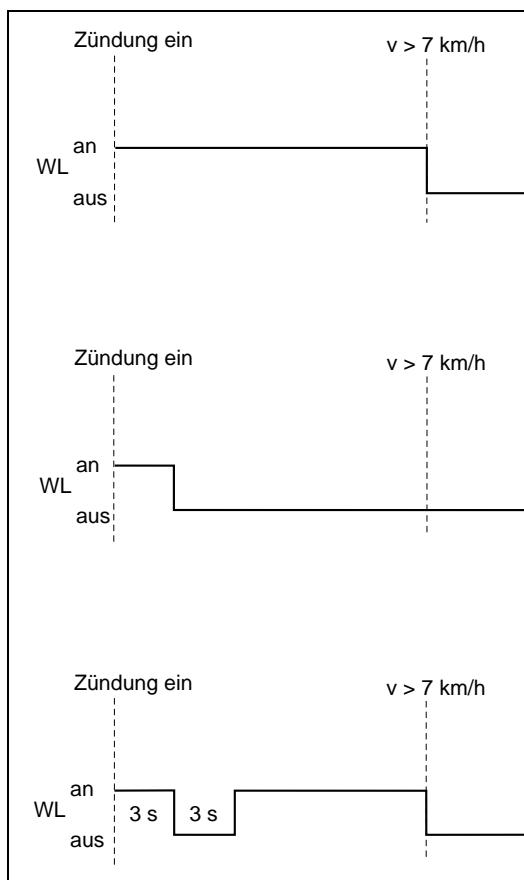 Zündung ein
v > 7 km/h
an
WL
aus
Zündung ein
v > 7 km/h
an
WL
aus
Zündung ein
v > 7 km/h
an
WL
3 s 3 s
aus